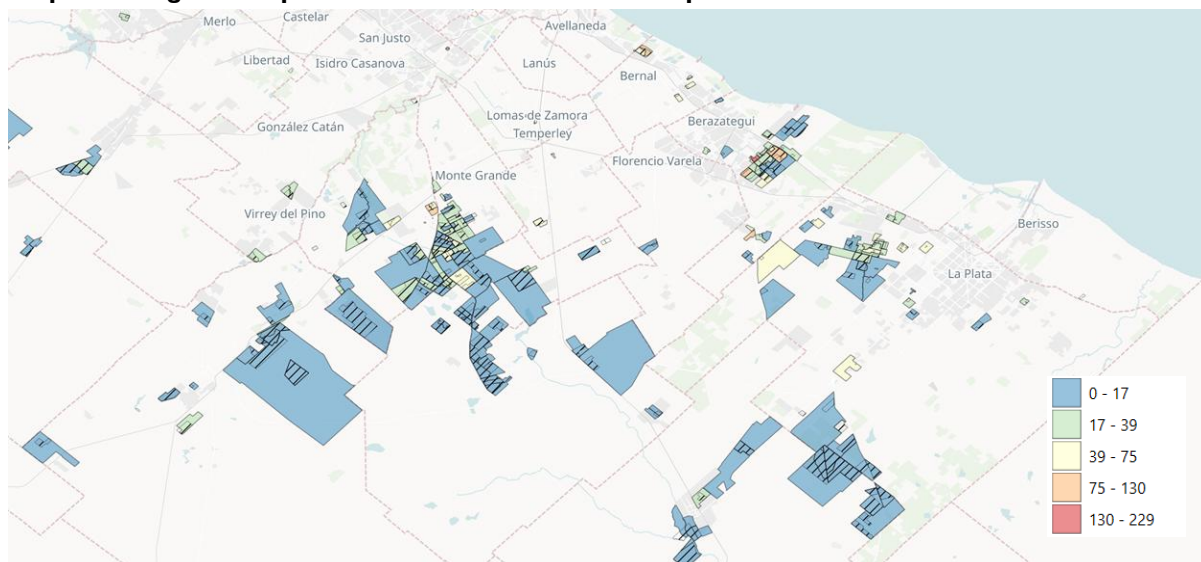 Merlo
Castelar
San Justo
Avellaneda
Libertad
Isidro Casanova
Lanús
Bernal
González Catán
Lomas de Zamora
Temperley
Berazategui
Florencio Varela
Monte Grande
Virrey del Pino
Berisso
La Plata
0 - 17
17 - 39
39 - 75
75 - 130
130 - 229